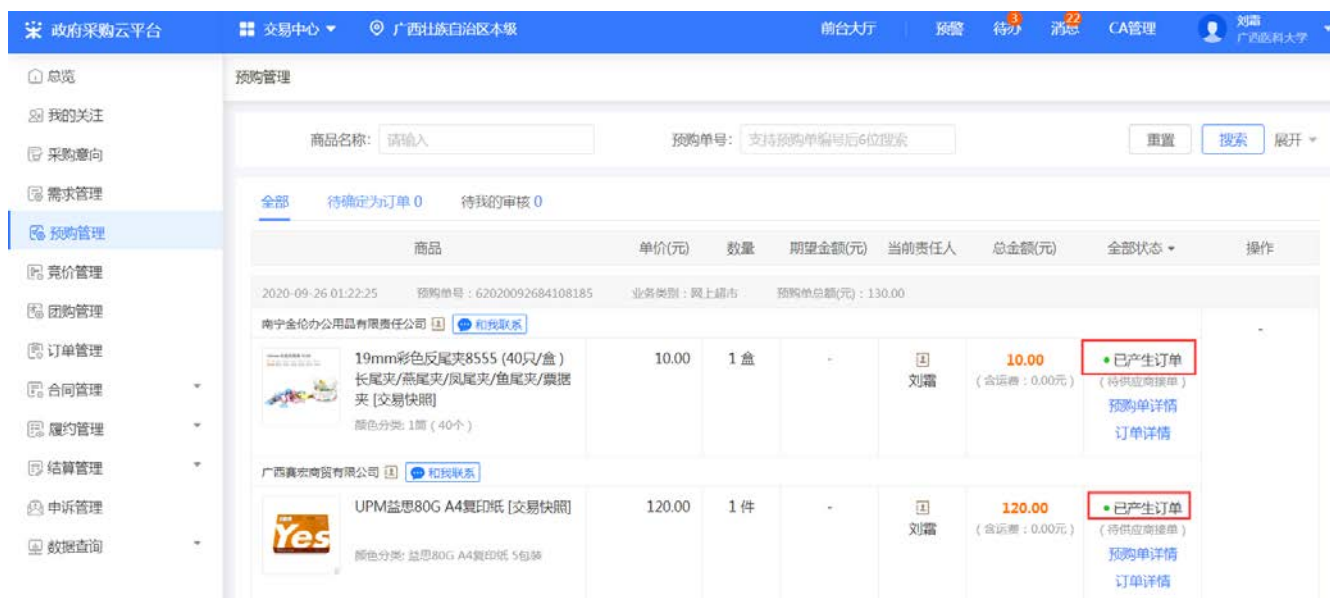 政府采购云平台
交易中心
广西壮族自治区本级
前台大厅
预警
待办
3
消息
22
CA管理
刘霜
广西医科大学
总览
我的关注
采购意向
需求管理
预购管理
竞价管理
团购管理
订单管理
合同管理
履约管理
结算管理
申诉管理
数据查询
预购管理
商品名称: 请输入 预购单号: 支持预购单编号后6位搜索 重置 搜索 展开
全部 待确定为订单 0 待我的审核 0
商品 单价(元) 数量 期望金额(元) 当前责任人 总金额(元) 全部状态 操作
2020-09-26 01:22:25 预购单号：62020092684108185 业务类别：网上超市 预购单总额(元)：130.00
南宁金伦办公用品有限责任公司 和我联系
-
19mm彩色反尾夹8555 (40只/盒)
长尾夹/燕尾夹/凤尾夹/鱼尾夹/票据
夹 [交易快照]
颜色分类: 1筒 ( 40个 )
10.00
1 盒
-
刘霜
10.00
( 含运费：0.00元 )
已产生订单
( 待供应商接单 )
预购单详情
订单详情
广西赛宏商贸有限公司 和我联系
Yes
UPM益思80G A4复印纸 [交易快照]
颜色分类: 益思80G A4复印纸 5包装
120.00
1 件
-
刘霜
120.00
( 含运费：0.00元 )
已产生订单
( 待供应商接单 )
预购单详情
订单详情